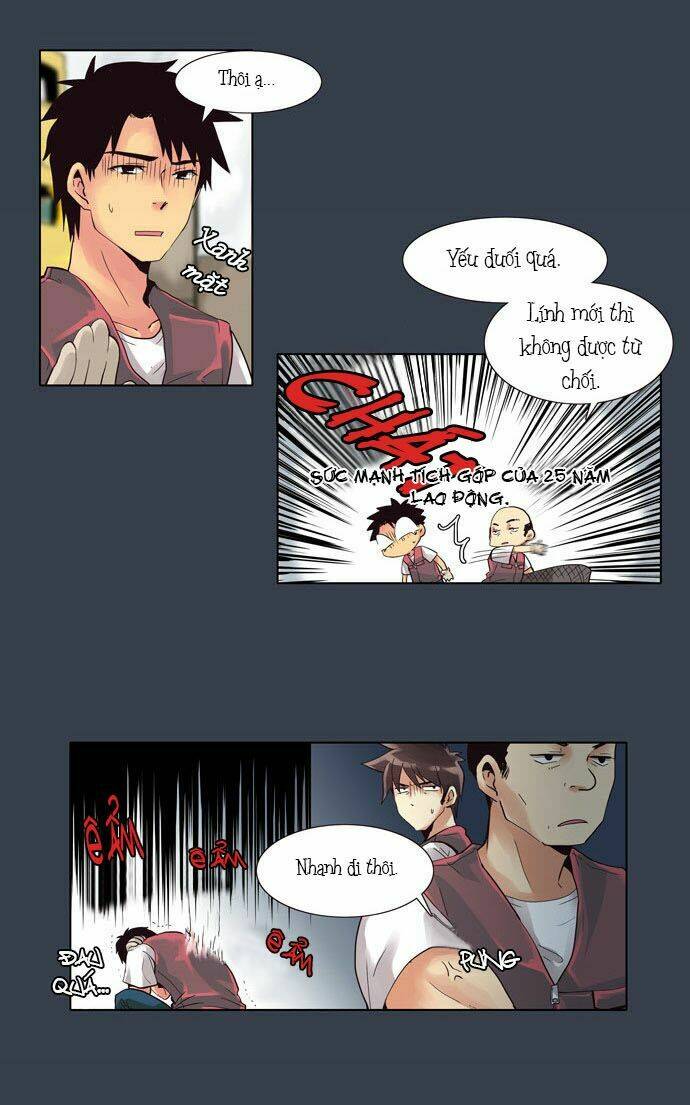 Thôi ạ...
Xanh
mặt
Yếu đuối quá.
Lính mới thì
không được từ
chối.
CHÁT
SỨC MẠNH TÍCH GÓP CỦA 25 NĂM
LAO ĐỘNG.
Ê ẨM
Ê ẨM
Ê ẨM
ĐAU
QUÁ...
Nhanh đi thôi.
PƯNG